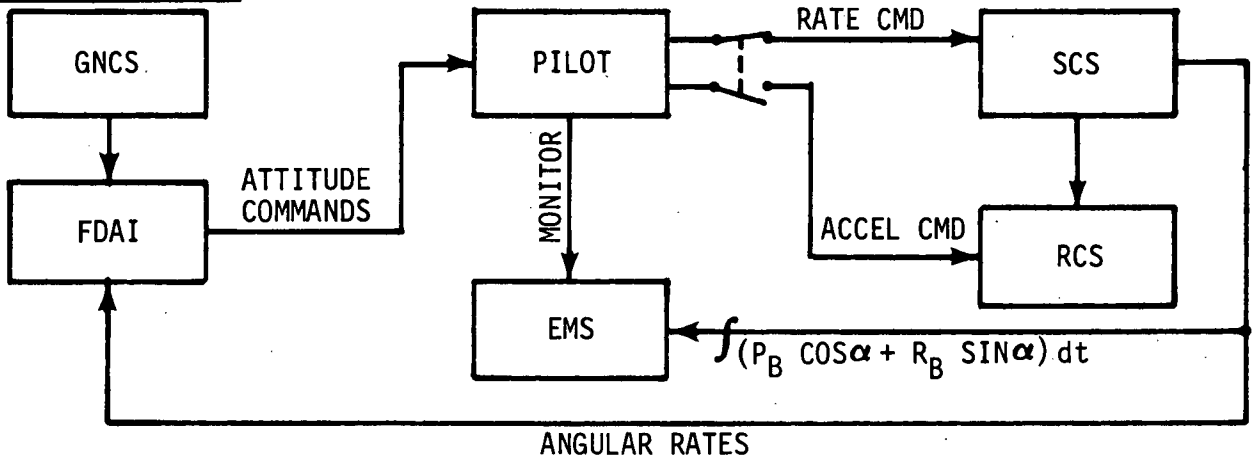 GNCS
FDAI
ATTITUDE
COMMANDS
PILOT
MONITOR
EMS
RATE CMD
ACCEL CMD
SCS
RCS
∫(P_B COSα + R_B SINα) dt
ANGULAR RATES